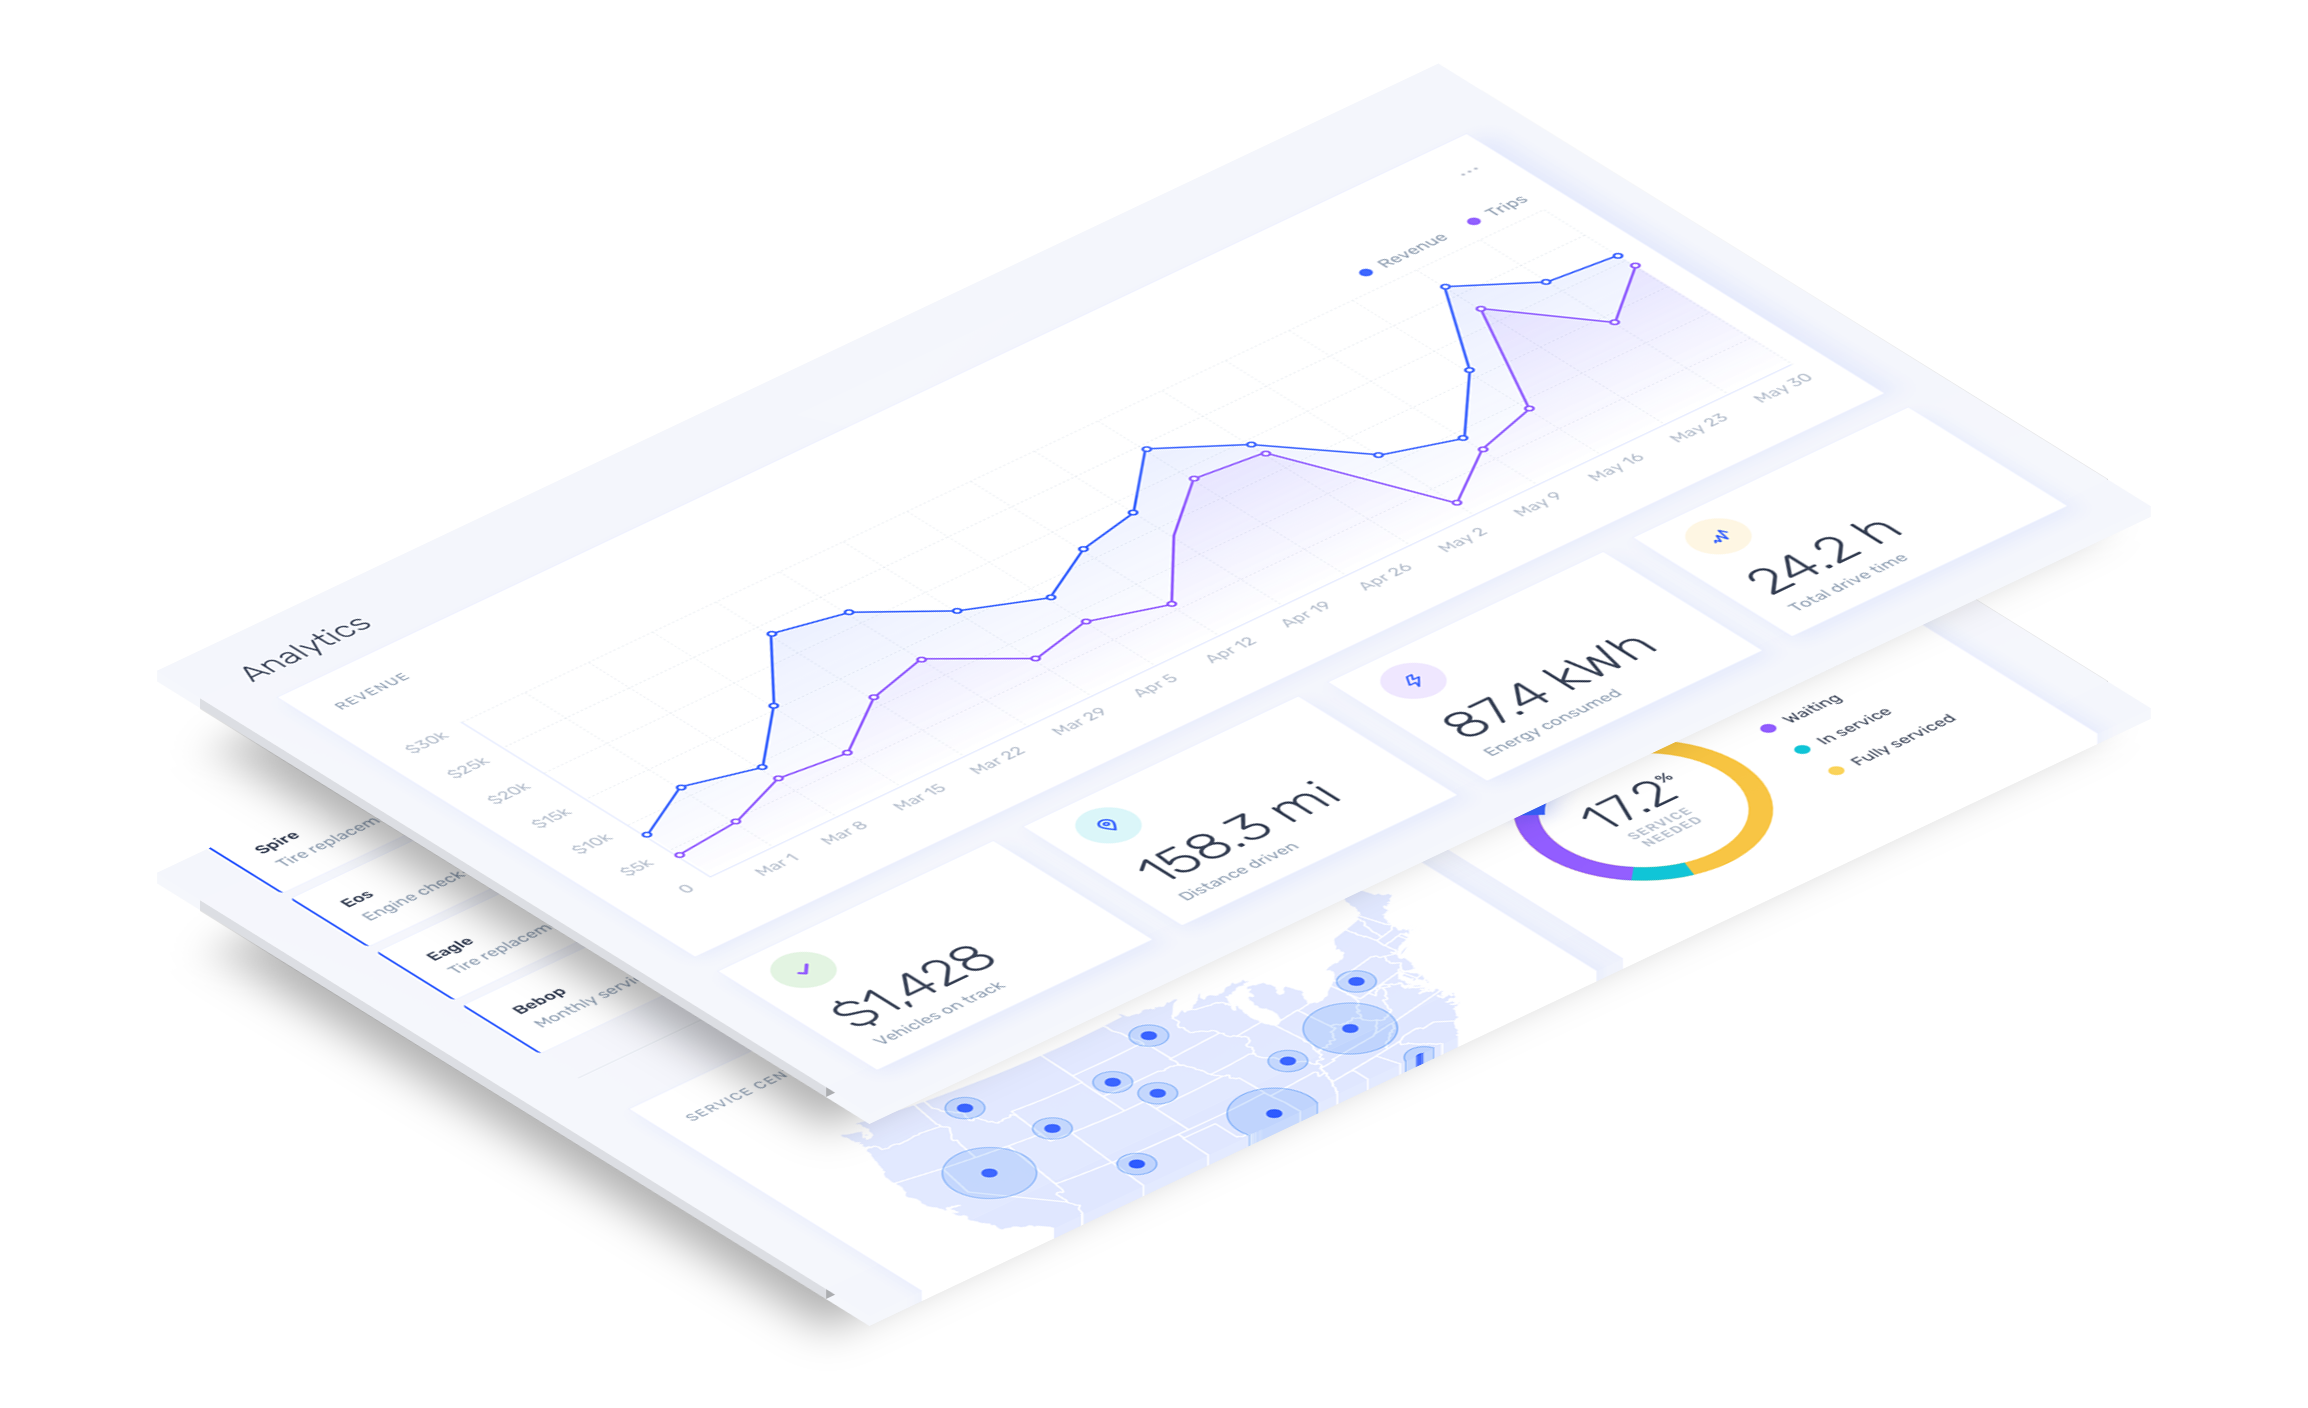 Analytics
REVENUE
Revenue
Trips
$30k
$25k
$20k
$15k
$10k
$5k
0
Mar 1
Mar 8
Mar 15
Mar 22
Mar 29
Apr 5
Apr 12
Apr 19
Apr 26
May 2
May 9
May 16
May 23
May 30
$1,428
Vehicles on track
158.3 mi
Distance driven
87.4 kWh
Energy consumed
24.2 h
Total drive time
Spire
Tire replacem
Eos
Engine check
Eagle
Tire replacem
Bebop
Monthly servi
SERVICE CEN
17.2%
SERVICE
NEEDED
Waiting
In service
Fully serviced